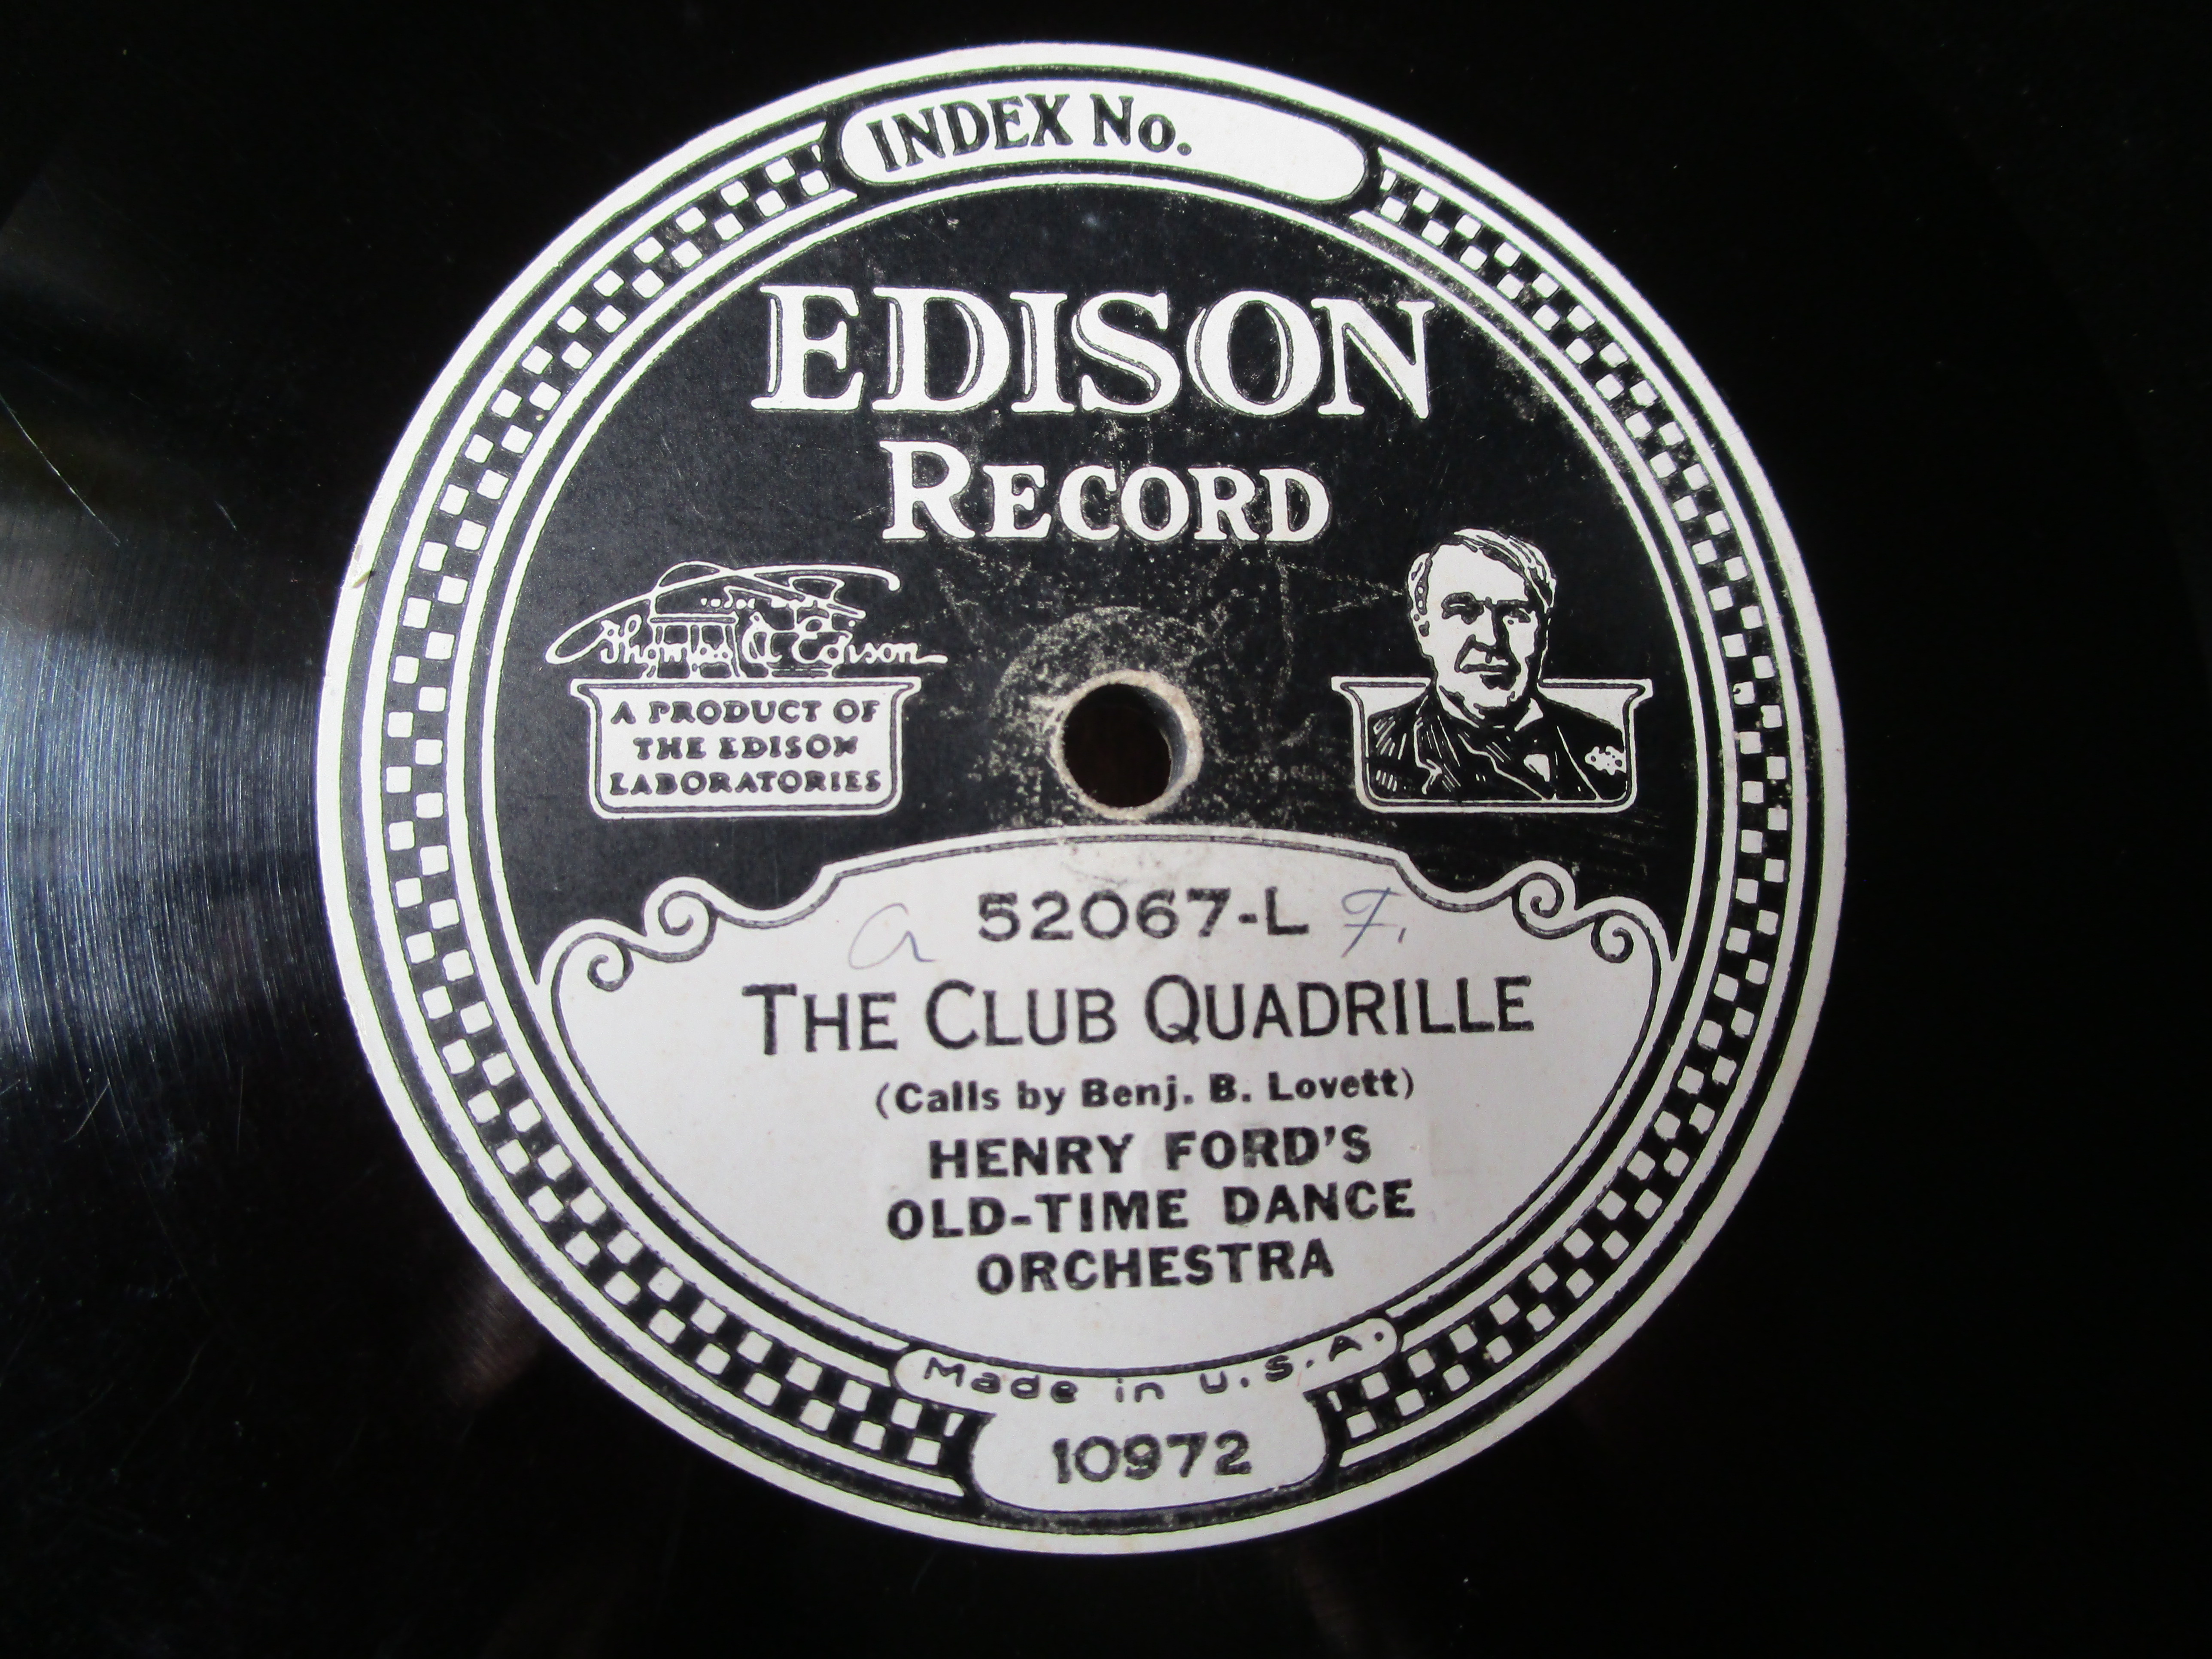 INDEX No.
EDISON
RECORD
Thomas A Edison
A PRODUCT OF
THE EDISON
LABORATORIES
a 52067-L F.
THE CLUB QUADRILLE
(Calls by Benj. B. Lovett)
HENRY FORD'S
OLD-TIME DANCE
ORCHESTRA
Made in U.S.A.
10972